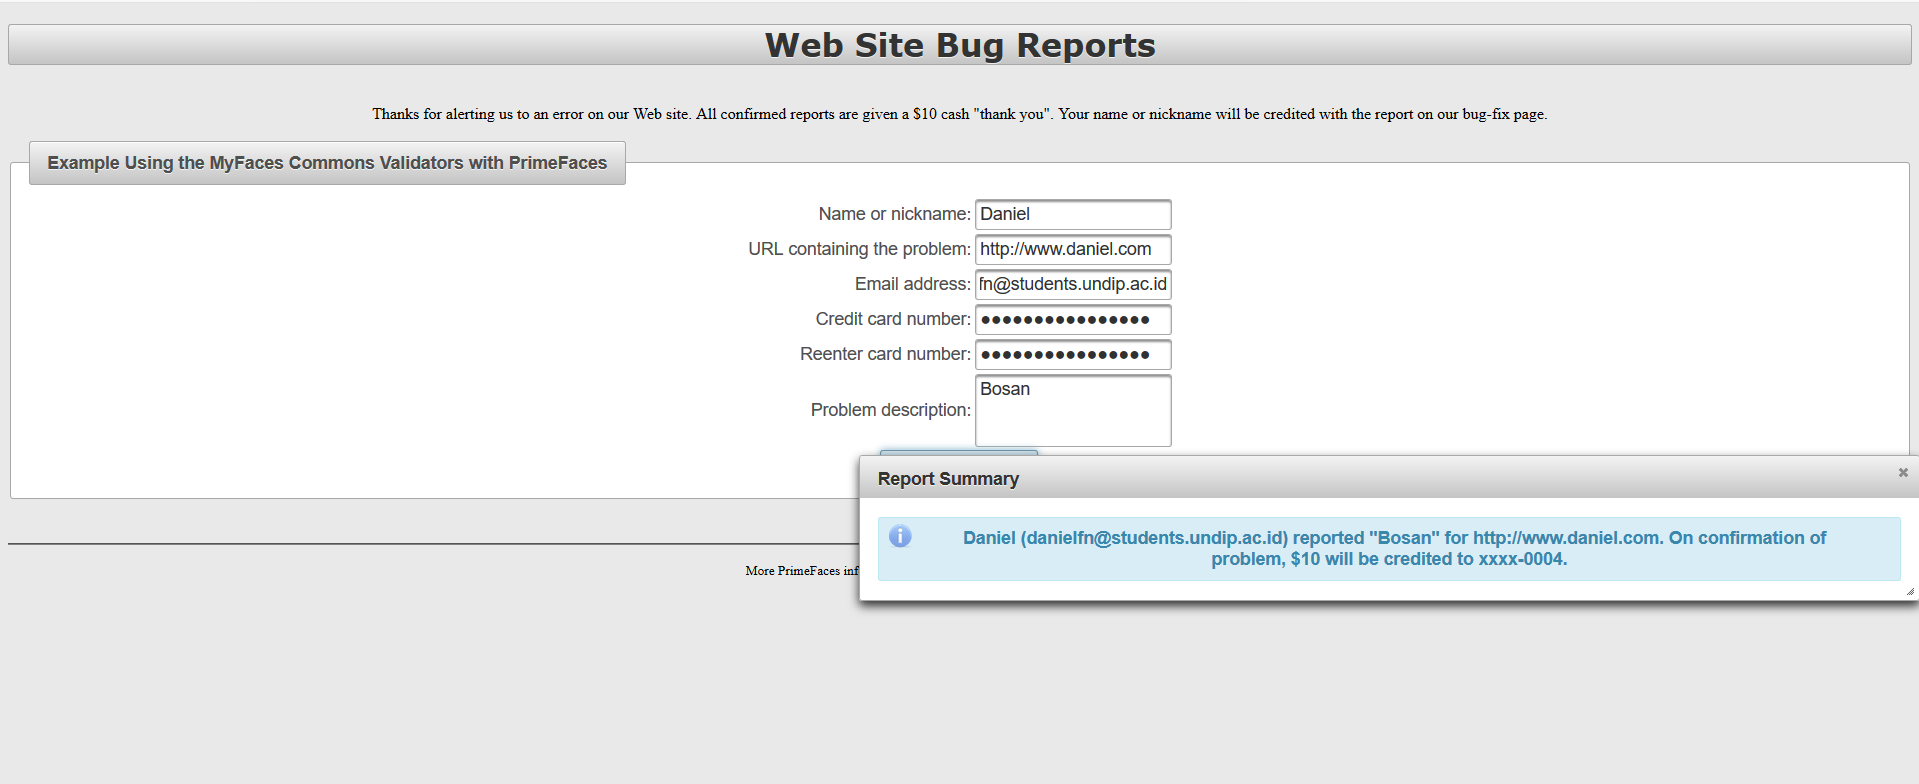 Web Site Bug Reports
Thanks for alerting us to an error on our Web site. All confirmed reports are given a $10 cash "thank you". Your name or nickname will be credited with the report on our bug-fix page.
Example Using the MyFaces Commons Validators with PrimeFaces
Name or nickname: Daniel
URL containing the problem: http://www.daniel.com
Email address: fn@students.undip.ac.id
Credit card number: ●●●●●●●●●●●●●●●●
Reenter card number: ●●●●●●●●●●●●●●●●
Problem description: Bosan
Report Summary
Daniel (danielfn@students.undip.ac.id) reported "Bosan" for http://www.daniel.com. On confirmation of
problem, $10 will be credited to xxxx-0004.
More PrimeFaces